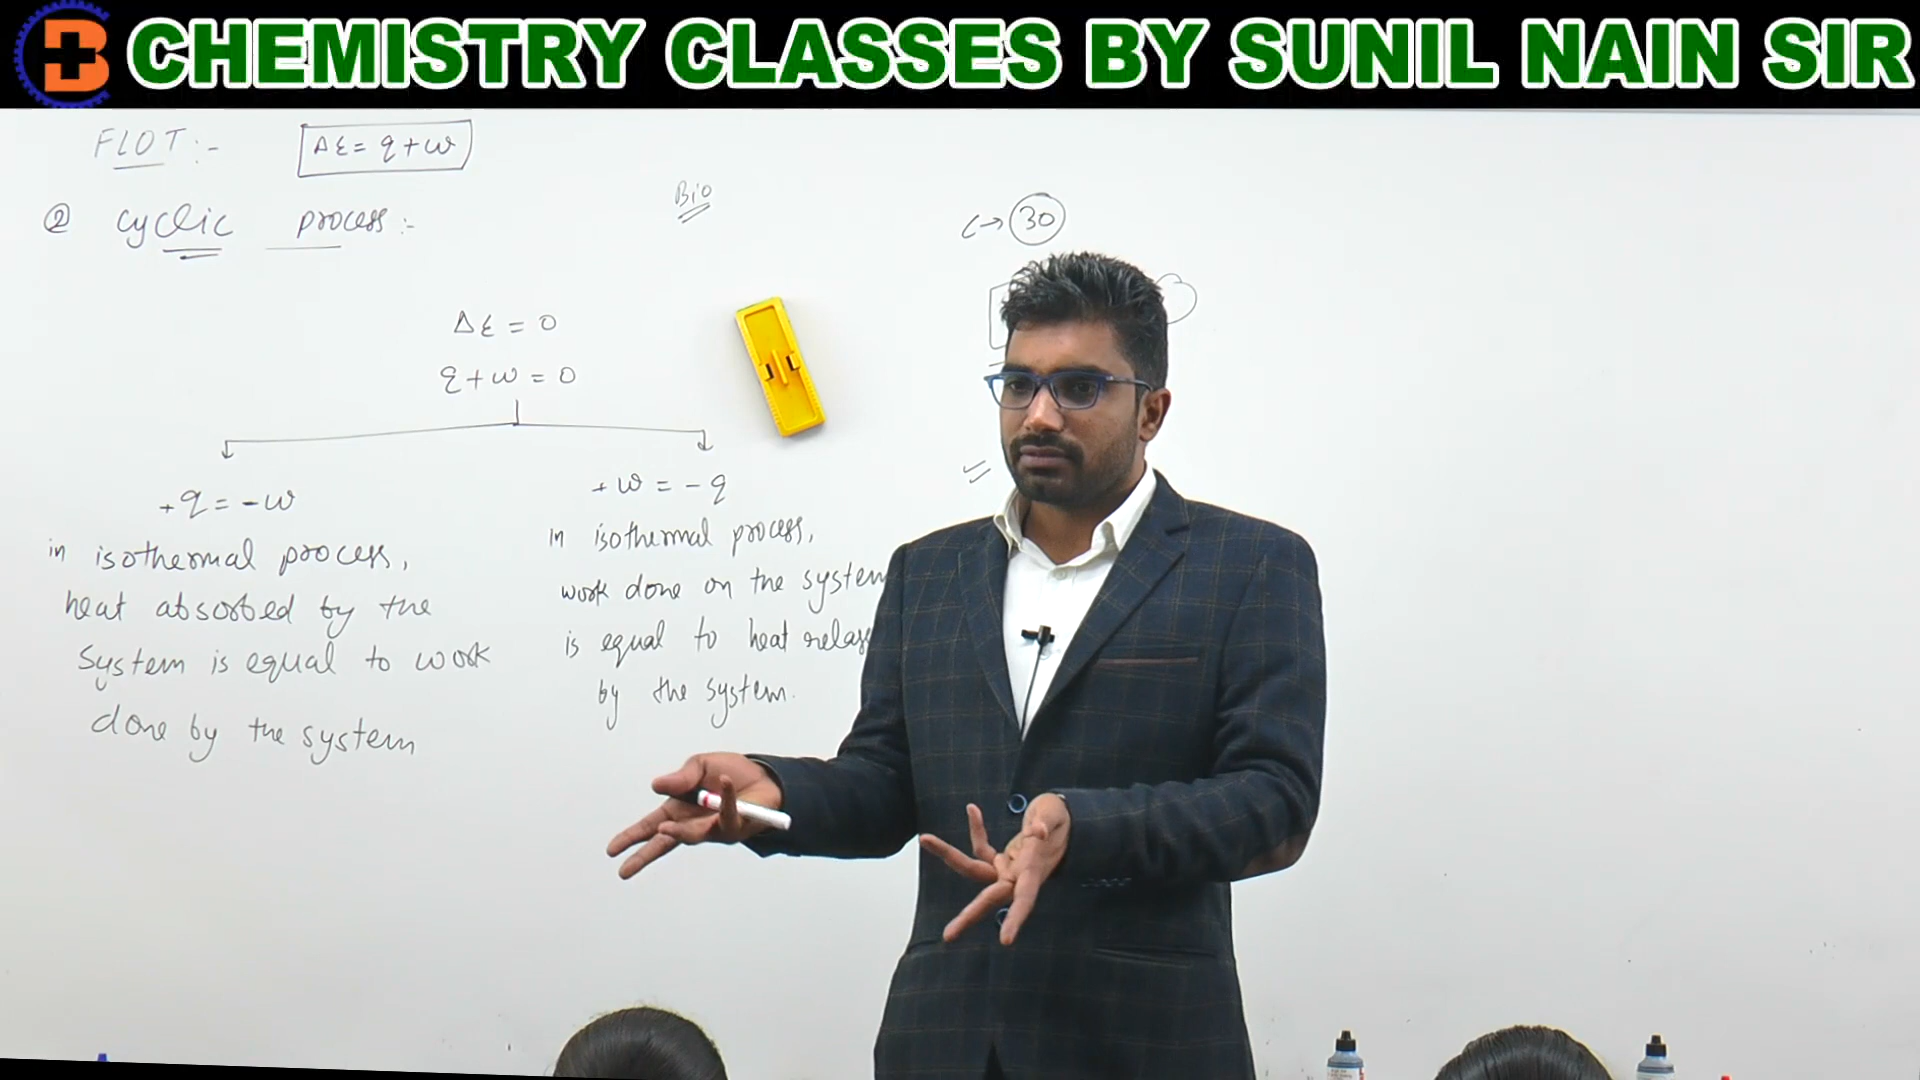 B CHEMISTRY CLASSES BY SUNIL NAIN SIR
FLOT:- ΔE = q+w
② cyclic process:-
Bio
30
ΔE = 0
q+w = 0
+q = -w
in isothermal process,
heat absorbed by the
system is equal to work
done by the system
+w = -q
in isothermal process,
work done on the system
is equal to heat relase
by the system.